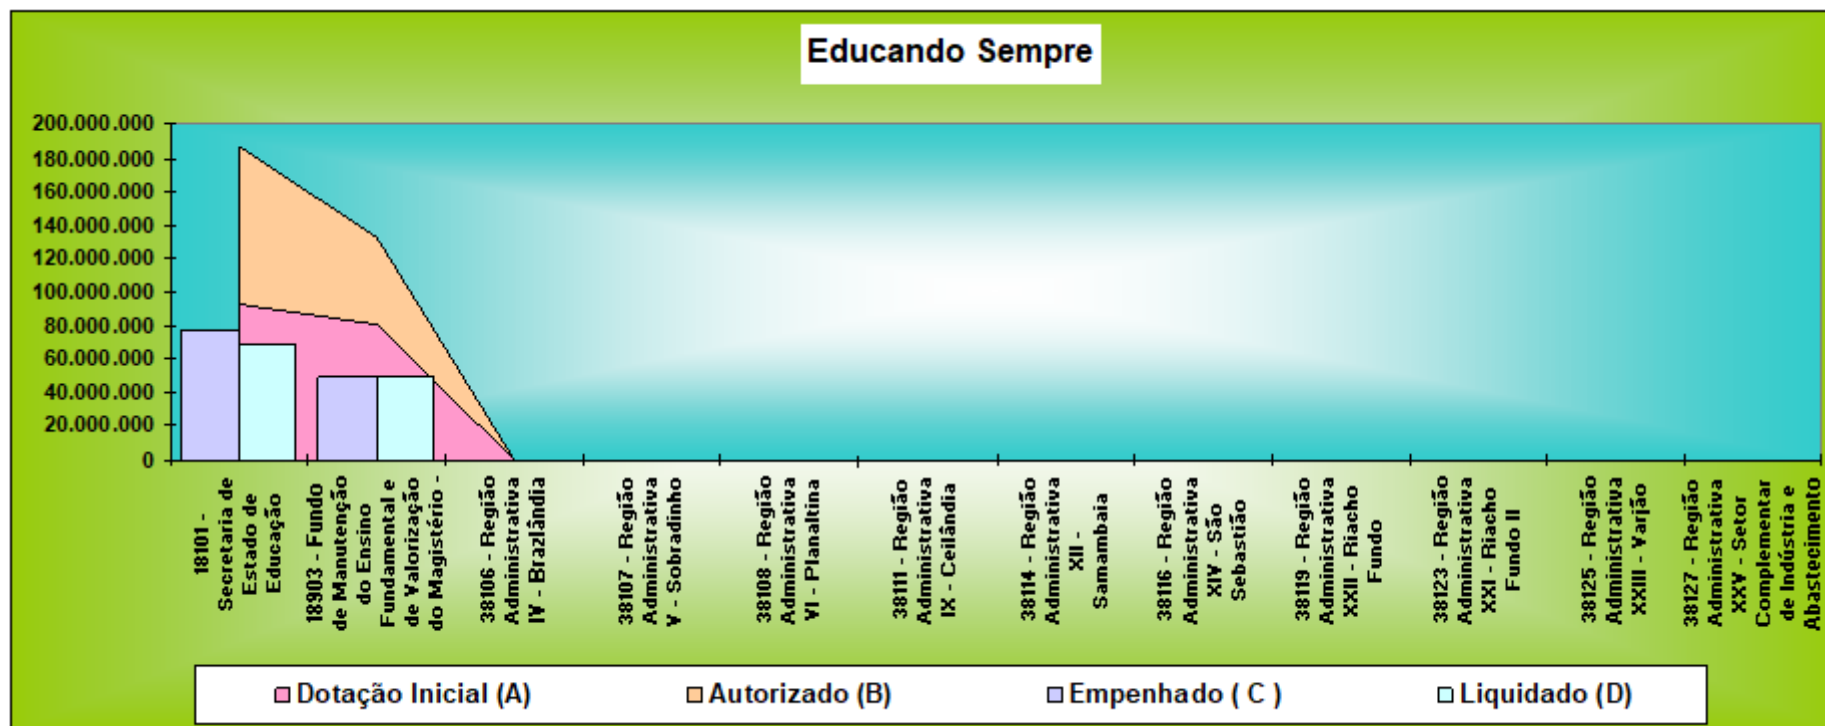 Educando Sempre
200.000.000
180.000.000
160.000.000
140.000.000
120.000.000
100.000.000
80.000.000
60.000.000
40.000.000
20.000.000
0
18101 -
Secretaria de
Estado de
Educação
18903 - Fundo
de Manutenção
do Ensino
Fundamental e
de Valorização
do Magistério -
38106 - Região
Administrativa
IV - Brazlândia
38107 - Região
Administrativa
V - Sobradinho
38108 - Região
Administrativa
VI - Planaltina
38111 - Região
Administrativa
IX - Ceilândia
38114 - Região
Administrativa
XII -
Samambaia
38116 - Região
Administrativa
XIV - São
Sebastião
38119 - Região
Administrativa
XXII - Riacho
Fundo
38123 - Região
Administrativa
XXI - Riacho
Fundo II
38125 - Região
Administrativa
XXIII - Varjão
38127 - Região
Administrativa
XXV - Setor
Complementar
de Indústria e
Abastecimento
Dotação Inicial (A)
Autorizado (B)
Empenhado ( C )
Liquidado (D)